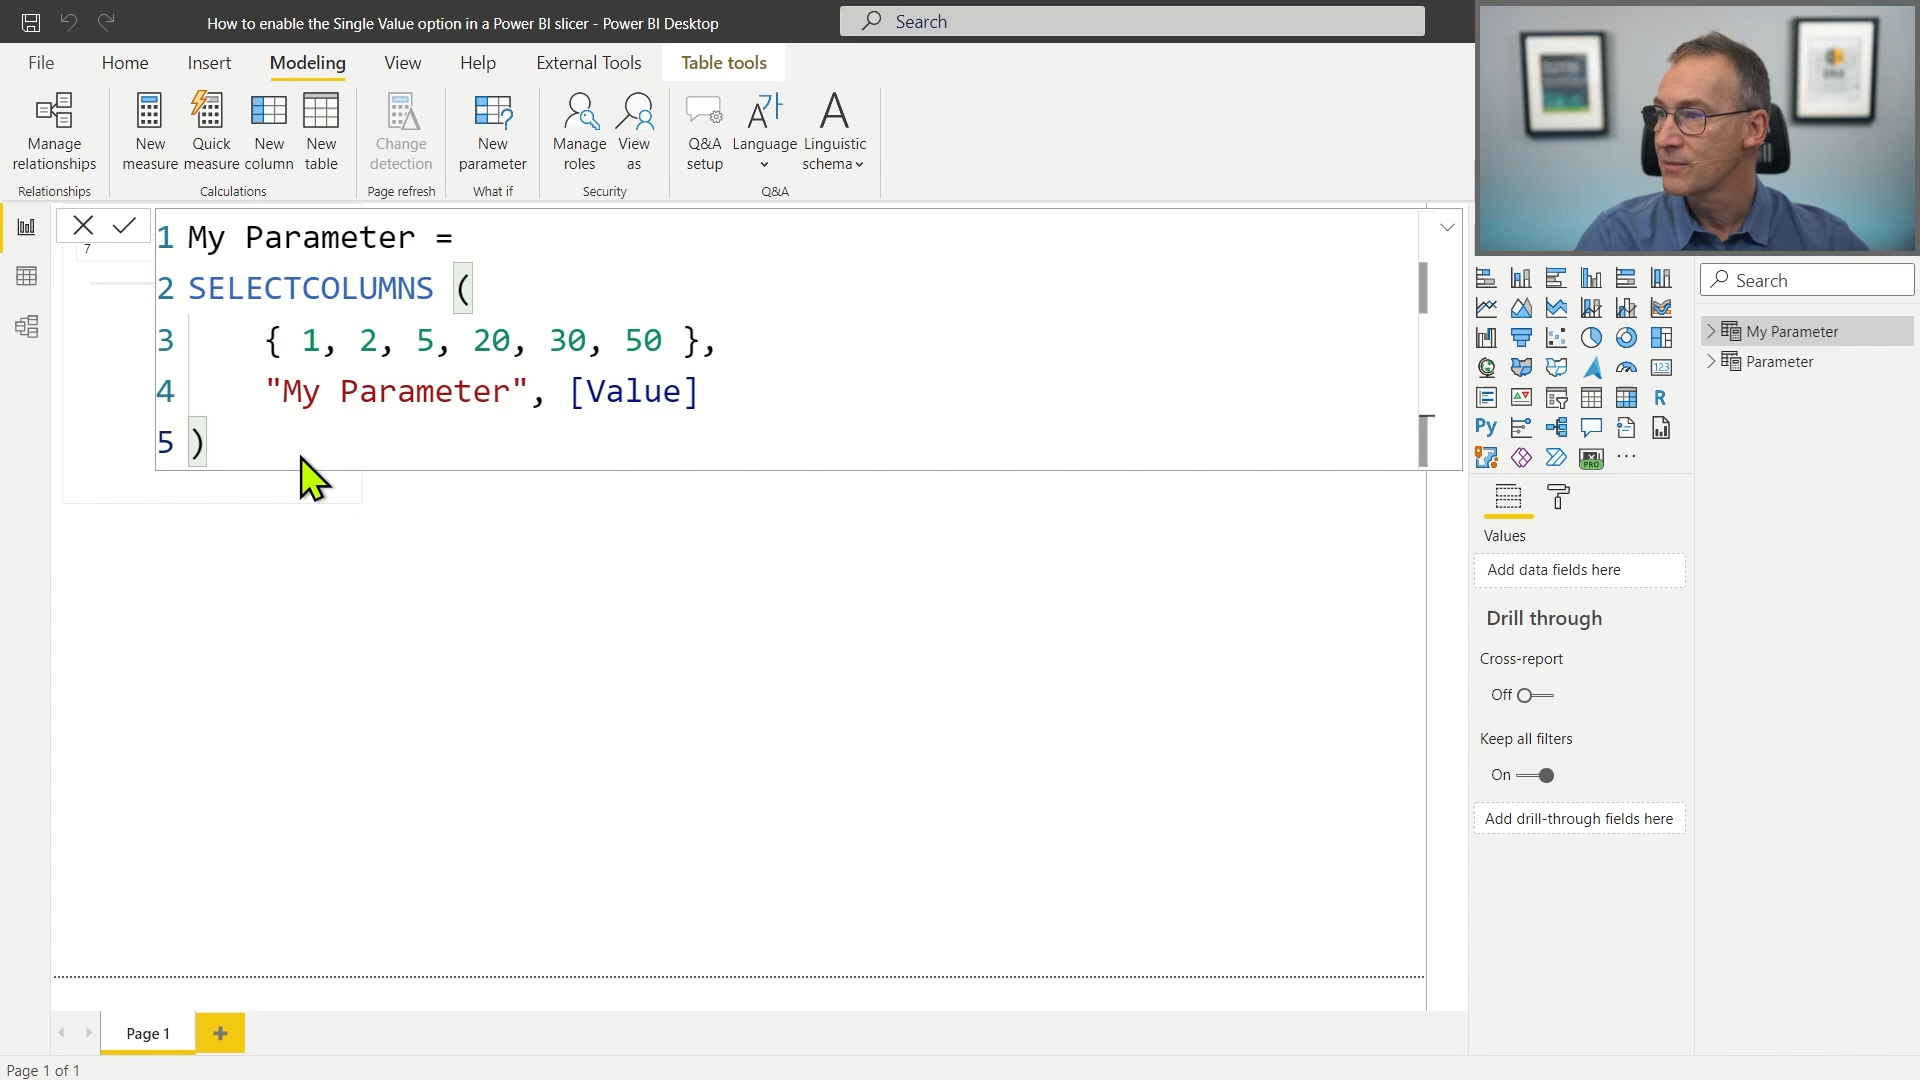 How to enable the Single Value option in a Power BI slicer - Power BI Desktop
Search
File Home Insert Modeling View Help External Tools Table tools
Manage relationships
New measure
Quick measure
New column
New table
Change detection
New parameter
Manage roles
View as
Q&A setup
Language
Linguistic schema
Relationships
Calculations
Page refresh
What if
Security
Q&A
7
1 My Parameter =
2 SELECTCOLUMNS (
3 { 1, 2, 5, 20, 30, 50 },
4 "My Parameter", [Value]
5 )
123
R
Py
PRO
...
Values
Add data fields here
Drill through
Cross-report
Off
Keep all filters
On
Add drill-through fields here
Search
My Parameter
Parameter
Page 1
+
Page 1 of 1